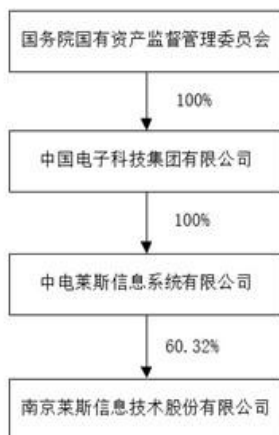 国务院国有资产监督管理委员会
100%
中国电子科技集团有限公司
100%
中电莱斯信息系统有限公司
60.32%
南京莱斯信息技术股份有限公司